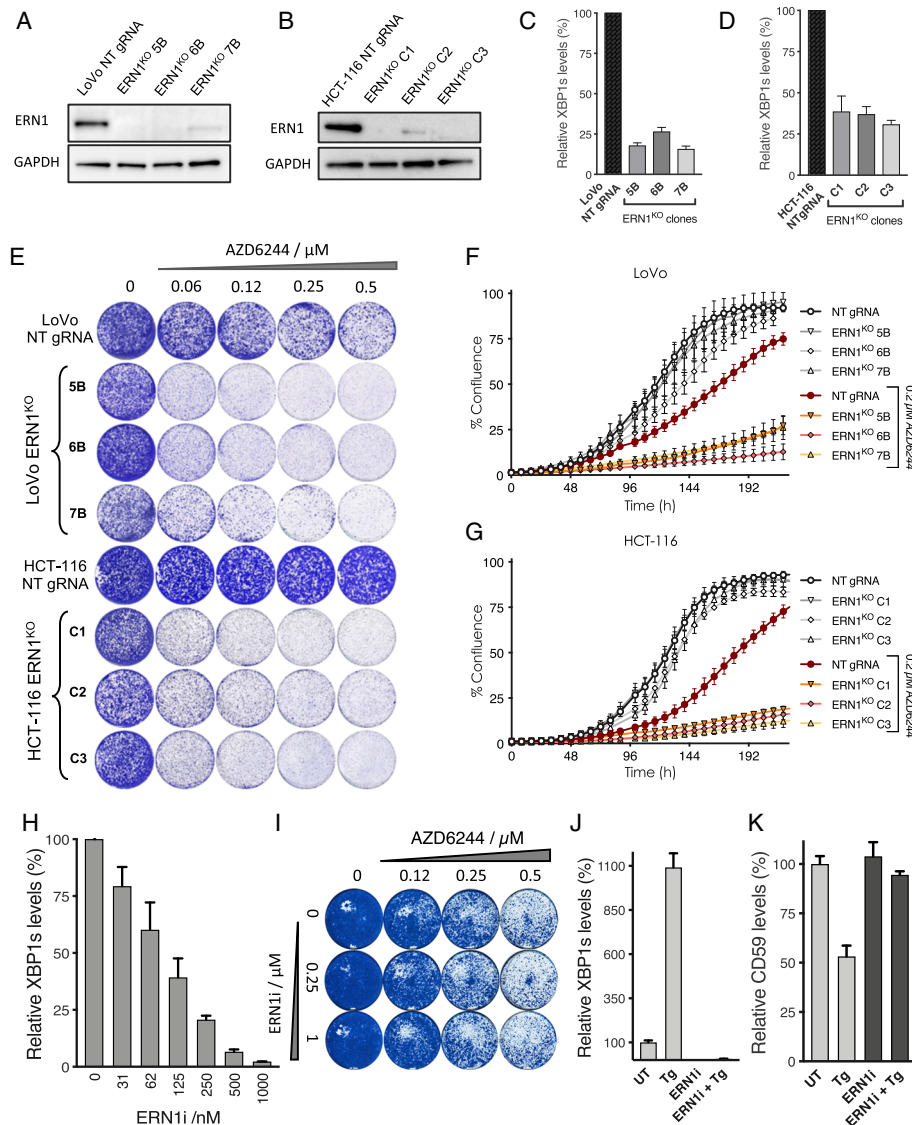 A
LoVo NT gRNA
ERN1KO 5B
ERN1KO 6B
ERN1KO 7B
ERN1
GAPDH
B
HCT-116 NT gRNA
ERN1KO C1
ERN1KO C2
ERN1KO C3
ERN1
GAPDH
C
Relative XBP1s levels (%)
100
75
50
25
0
LoVo
NT gRNA
5B
6B
7B
ERN1KO clones
D
Relative XBP1s levels (%)
100
75
50
25
0
HCT-116
NTgRNA
C1
C2
C3
ERN1KO clones
E
AZD6244 / μM
0
0.06
0.12
0.25
0.5
LoVo
NT gRNA
LoVo ERN1KO
5B
6B
7B
HCT-116
NT gRNA
HCT-116 ERN1KO
C1
C2
C3
F
LoVo
% Confluence
100
75
50
25
0
0
48
96
144
192
Time (h)
NT gRNA
ERN1KO 5B
ERN1KO 6B
ERN1KO 7B
NT gRNA
ERN1KO 5B
ERN1KO 6B
ERN1KO 7B
0.2 μM AZD6244
G
HCT-116
% Confluence
100
75
50
25
0
0
48
96
144
192
Time (h)
NT gRNA
ERN1KO C1
ERN1KO C2
ERN1KO C3
NT gRNA
ERN1KO C1
ERN1KO C2
ERN1KO C3
0.2 μM AZD6244
H
Relative XBP1s levels (%)
100
75
50
25
0
0
31
62
125
250
500
1000
ERN1i /nM
I
AZD6244 / μM
0
0.12
0.25
0.5
ERN1i / μM
0
0.25
1
J
Relative XBP1s levels (%)
1100
900
700
500
300
100
UT
Tg
ERN1i
ERN1i + Tg
K
Relative CD59 levels (%)
100
75
50
25
0
UT
Tg
ERN1i
ERN1i + Tg